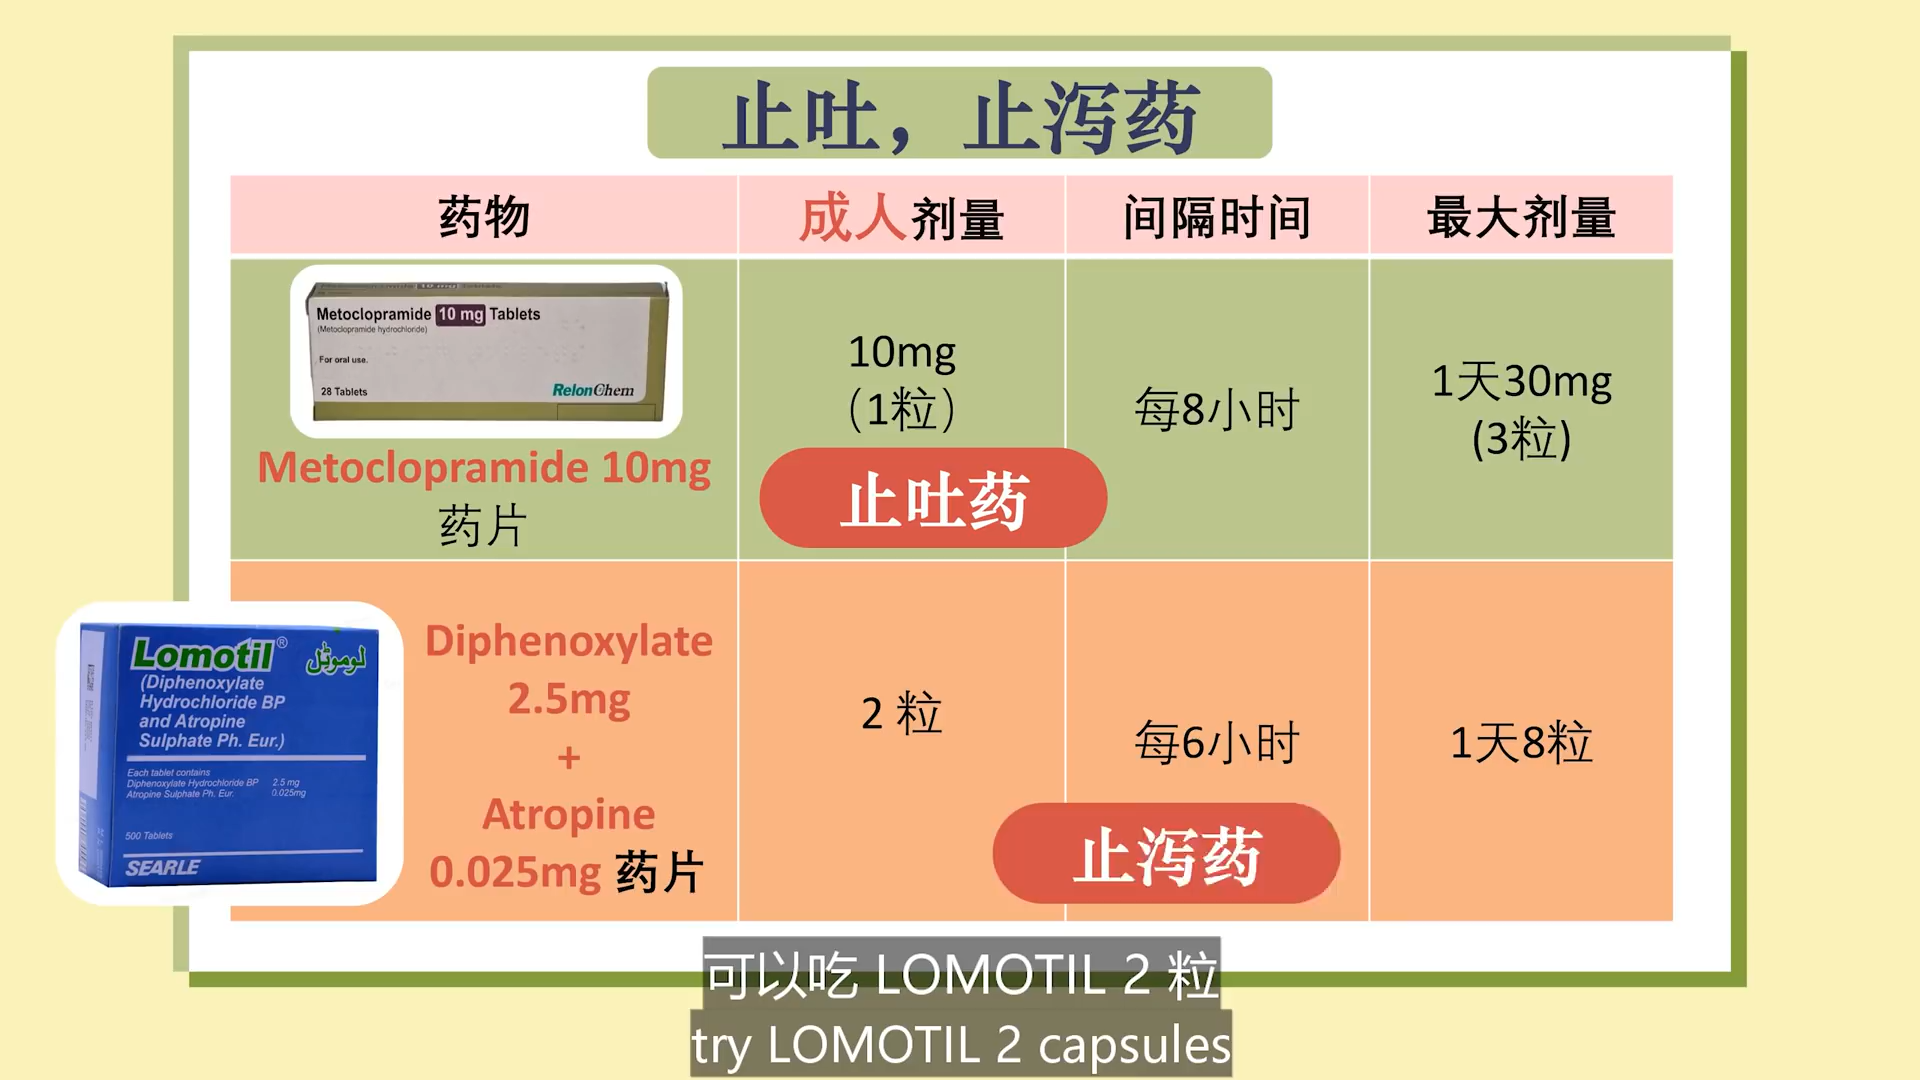 止吐，止泻药
药物
成人剂量
间隔时间
最大剂量
Metoclopramide 10 mg Tablets
(Metoclopramide hydrochloride)
For oral use.
28 Tablets
RelonChem
Metoclopramide 10mg
药片
10mg
（1粒）
每8小时
1天30mg
(3粒)
止吐药
Lomotil®
لوموٹل
(Diphenoxylate
Hydrochloride BP
and Atropine
Sulphate Ph. Eur.)
Each tablet contains
Diphenoxylate Hydrochloride BP 2.5 mg
Atropine Sulphate Ph. Eur. 0.025mg
500 Tablets
SEARLE
Diphenoxylate
2.5mg
+
Atropine
0.025mg 药片
2 粒
每6小时
1天8粒
止泻药
可以吃 LOMOTIL 2 粒
try LOMOTIL 2 capsules